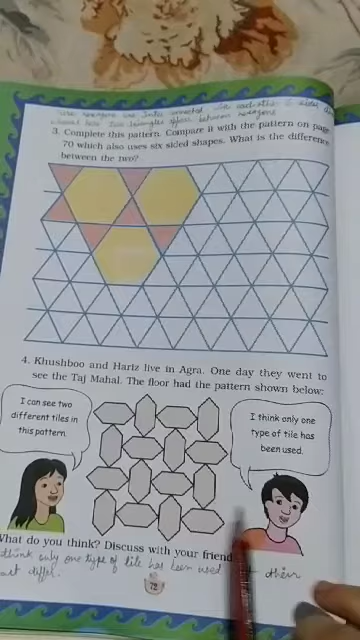 3. Complete this pattern. Compare it with the pattern on page
70 which also uses six sided shapes. What is the difference
between the two?
4. Khushboo and Hariz live in Agra. One day they went to
see the Taj Mahal. The floor had the pattern shown below:
I can see two
different tiles in
this pattern.
I think only one
type of tile has
been used.
What do you think? Discuss with your friend
think only one type of tile has been used
their
72